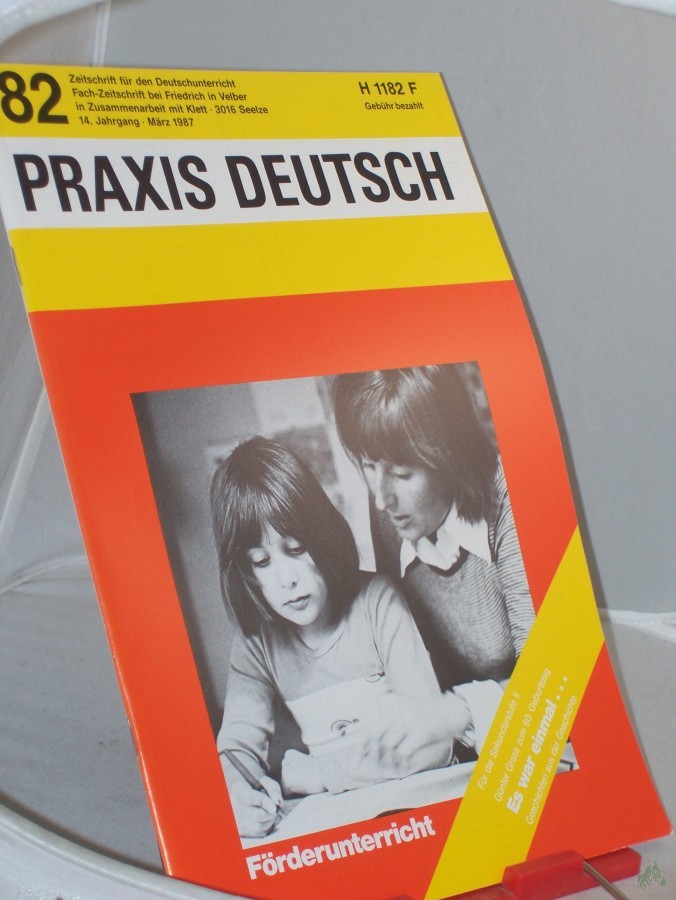 82
Zeitschrift für den Deutschunterricht
Fach-Zeitschrift bei Friedrich in Velber
in Zusammenarbeit mit Klett · 3016 Seelze
14. Jahrgang · März 1987
H 1182 F
Gebühr bezahlt
PRAXIS DEUTSCH
Für die Sekundarstufe II
Günter Grass zum 60. Geburtstag
Es war einmal . . .
Geschichten aus der Geschichte
Förderunterricht